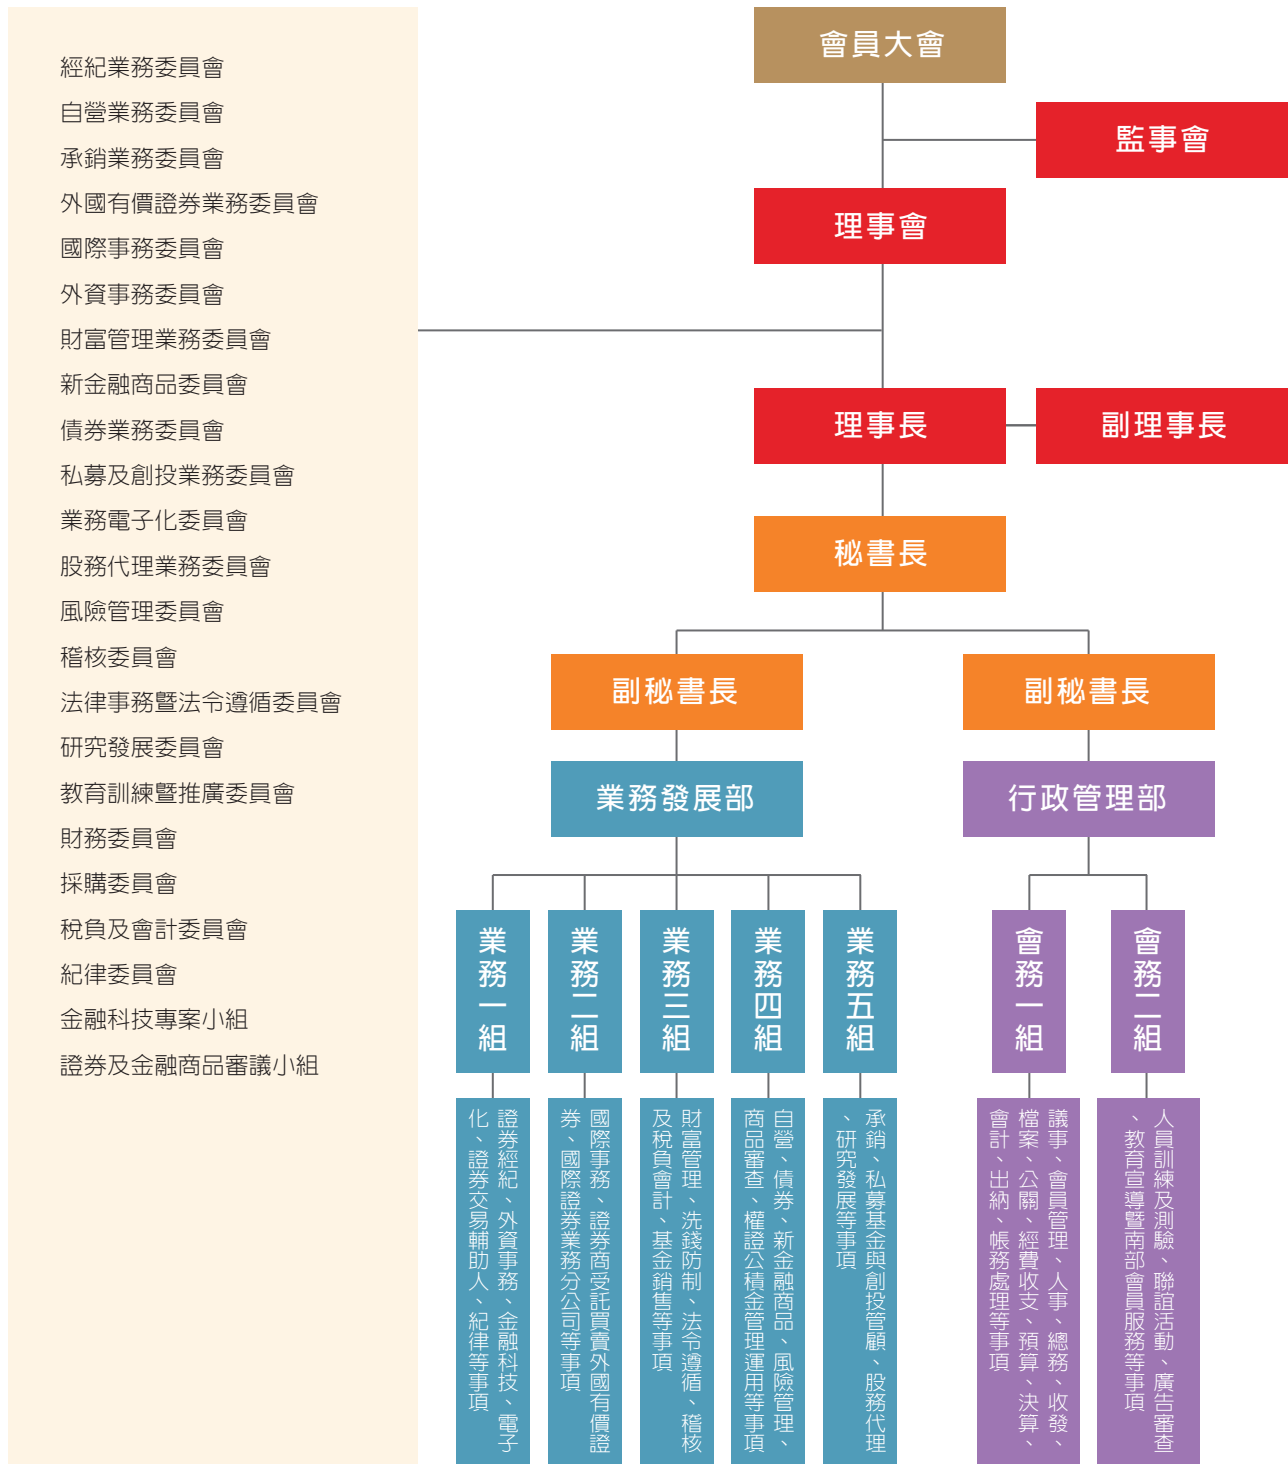 經紀業務委員會
自營業務委員會
承銷業務委員會
外國有價證券業務委員會
國際事務委員會
外資事務委員會
財富管理業務委員會
新金融商品委員會
債券業務委員會
私募及創投業務委員會
業務電子化委員會
股務代理業務委員會
風險管理委員會
稽核委員會
法律事務暨法令遵循委員會
研究發展委員會
教育訓練暨推廣委員會
財務委員會
採購委員會
稅負及會計委員會
紀律委員會
金融科技專案小組
證券及金融商品審議小組
會員大會
監事會
理事會
理事長
副理事長
秘書長
副秘書長
副秘書長
業務發展部
行政管理部
業務一組
業務二組
業務三組
業務四組
業務五組
會務一組
會務二組
證券經紀、外資事務、金融科技、電子
化、證券交易輔助人、紀律等事項
國際事務、證券商受託買賣外國有價證
券、國際證券業務分公司等事項
財富管理、洗錢防制、法令遵循、稽核
及稅負會計、基金銷售等事項
自營、債券、新金融商品、風險管理、
商品審查、權證公積金管理運用等事項
承銷、私募基金與創投管顧、股務代理
、研究發展等事項
議事、會員管理、人事、總務、收發、
檔案、公關、經費收支、預算、決算、
會計、出納、帳務處理等事項
人員訓練及測驗、聯誼活動、廣告審查
、教育宣導暨南部會員服務等事項